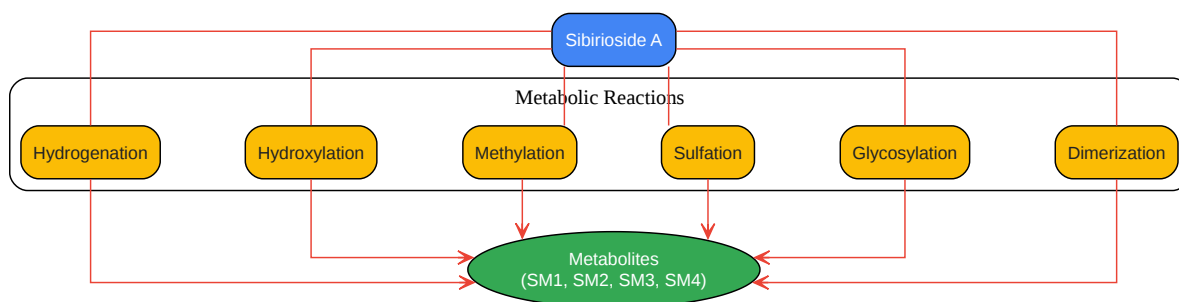 Sibirioside A
Metabolic Reactions
Hydrogenation
Hydroxylation
Methylation
Sulfation
Glycosylation
Dimerization
Metabolites
(SM1, SM2, SM3, SM4)